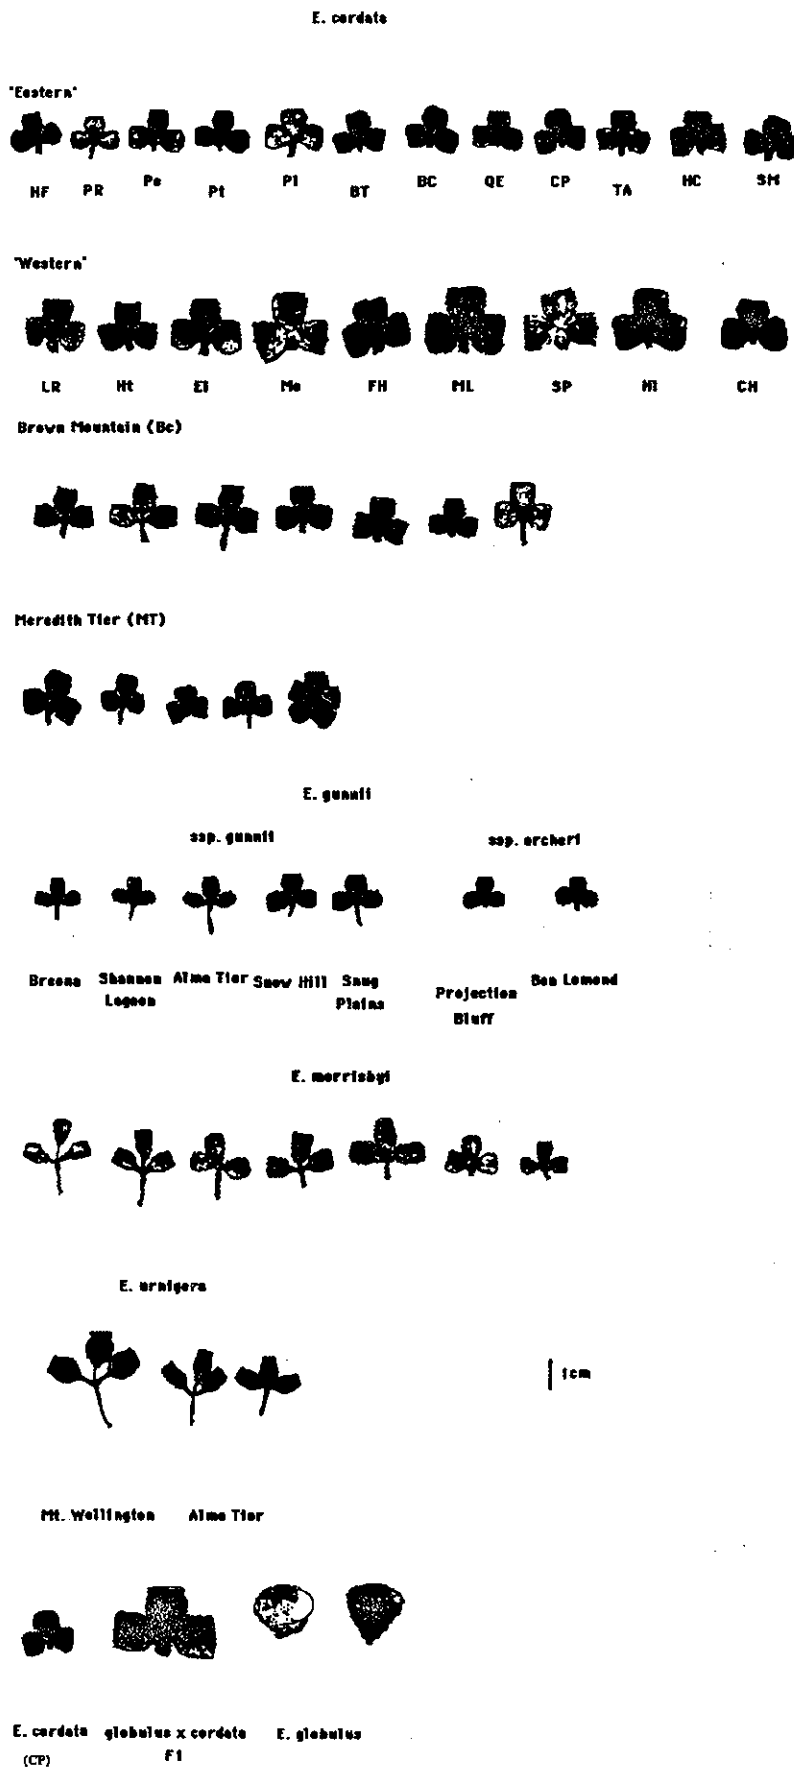 E. cordata
"Eastern"
HF PR Pe Pt PI BT BC QE CP TA HC SM
"Western"
LR Ht EI Me FH ML SP HI CH
Brown Mountain (Bc)
Meredith Tier (MT)
E. gunnii
ssp. gunnii ssp. archeri
Breona Shannon Lagoon Alma Tier Snow Hill Snug Plains Projection Bluff Ben Lomond
E. morrisbyi
E. urnigera
1cm
Mt. Wellington Alma Tier
E. cordata globulus x cordata E. globulus
(CP) F1